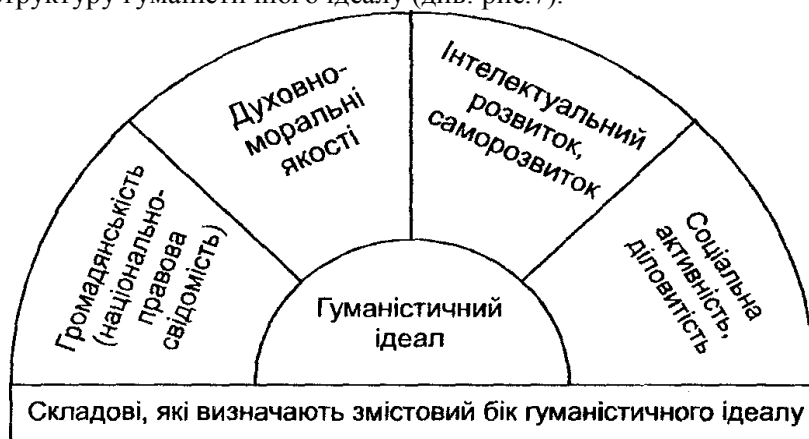 структуру гуманістичного ідеалу (див. рис.7).
Духовно-
моральні
якості
Інтелектуальний
розвиток,
саморозвиток
Громадянськість
(національно-
правова
свідомість)
Соціальна
активність,
діловитість
Гуманістичний
ідеал
Складові, які визначають змістовий бік гуманістичного ідеалу